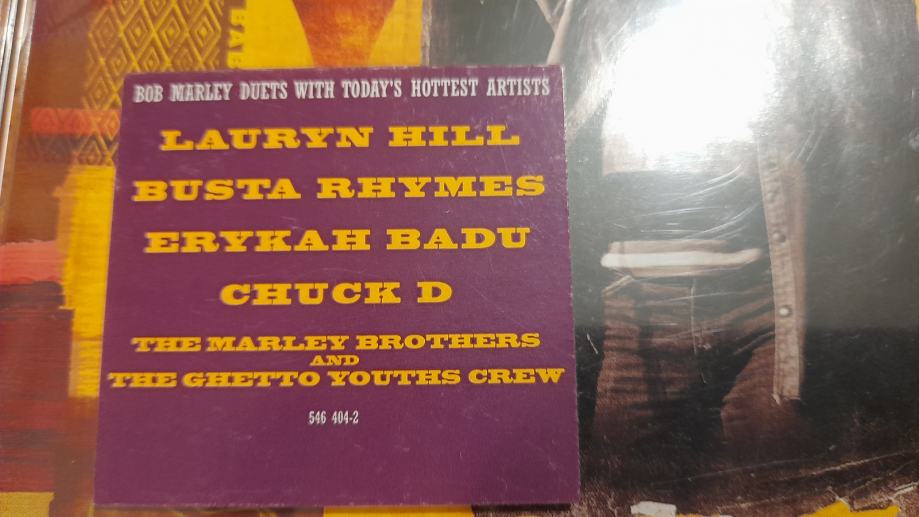 BOB MARLEY DUETS WITH TODAY'S HOTTEST ARTISTS
LAURYN HILL
BUSTA RHYMES
ERYKAH BADU
CHUCK D
THE MARLEY BROTHERS
AND
THE GHETTO YOUTHS CREW
546 404-2